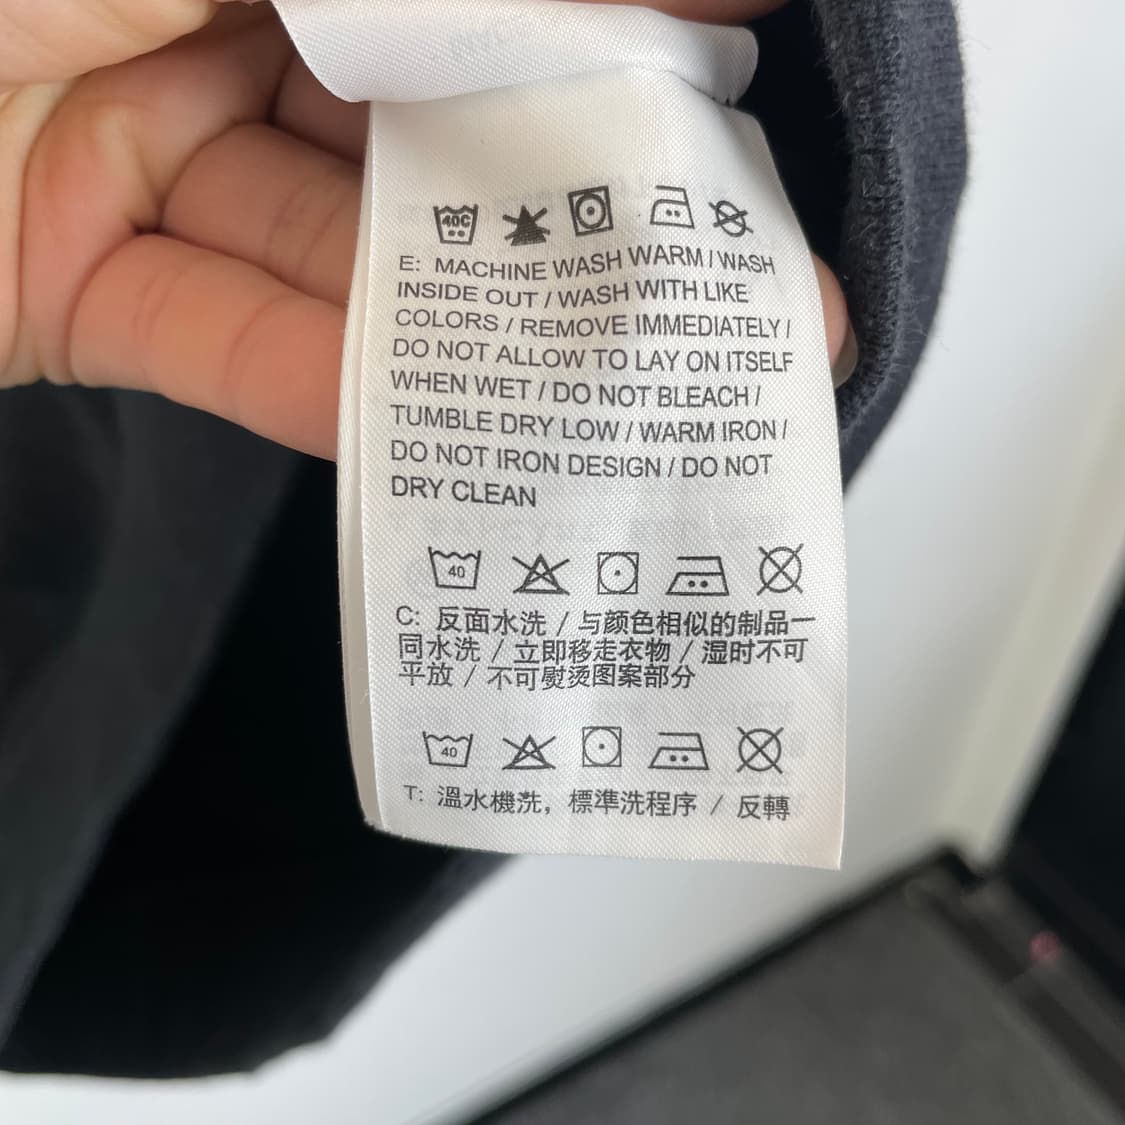 40C
E: MACHINE WASH WARM / WASH
INSIDE OUT / WASH WITH LIKE
COLORS / REMOVE IMMEDIATELY /
DO NOT ALLOW TO LAY ON ITSELF
WHEN WET / DO NOT BLEACH /
TUMBLE DRY LOW / WARM IRON /
DO NOT IRON DESIGN / DO NOT
DRY CLEAN
40
C: 反面水洗 / 与颜色相似的制品一
同水洗 / 立即移走衣物 / 湿时不可
平放 / 不可熨烫图案部分
40
T: 溫水機洗，標準洗程序 / 反轉